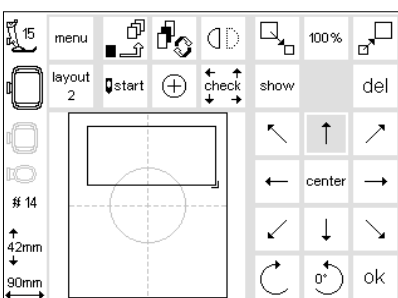 15 menu 100%
layout start check show del
2
center
# 14
42mm
90mm 0° ok